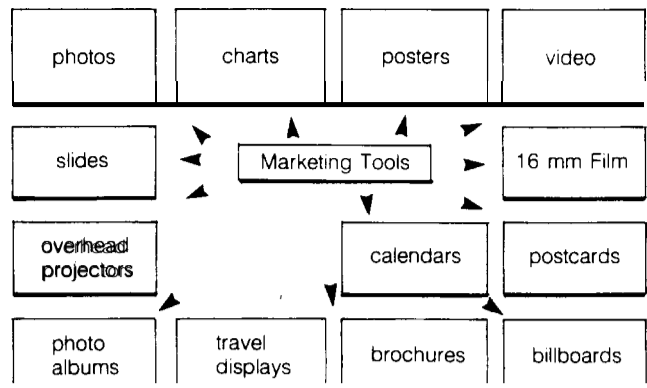 photos
charts
posters
video
slides
Marketing Tools
16 mm Film
overhead
projectors
calendars
postcards
photo
albums
travel
displays
brochures
billboards